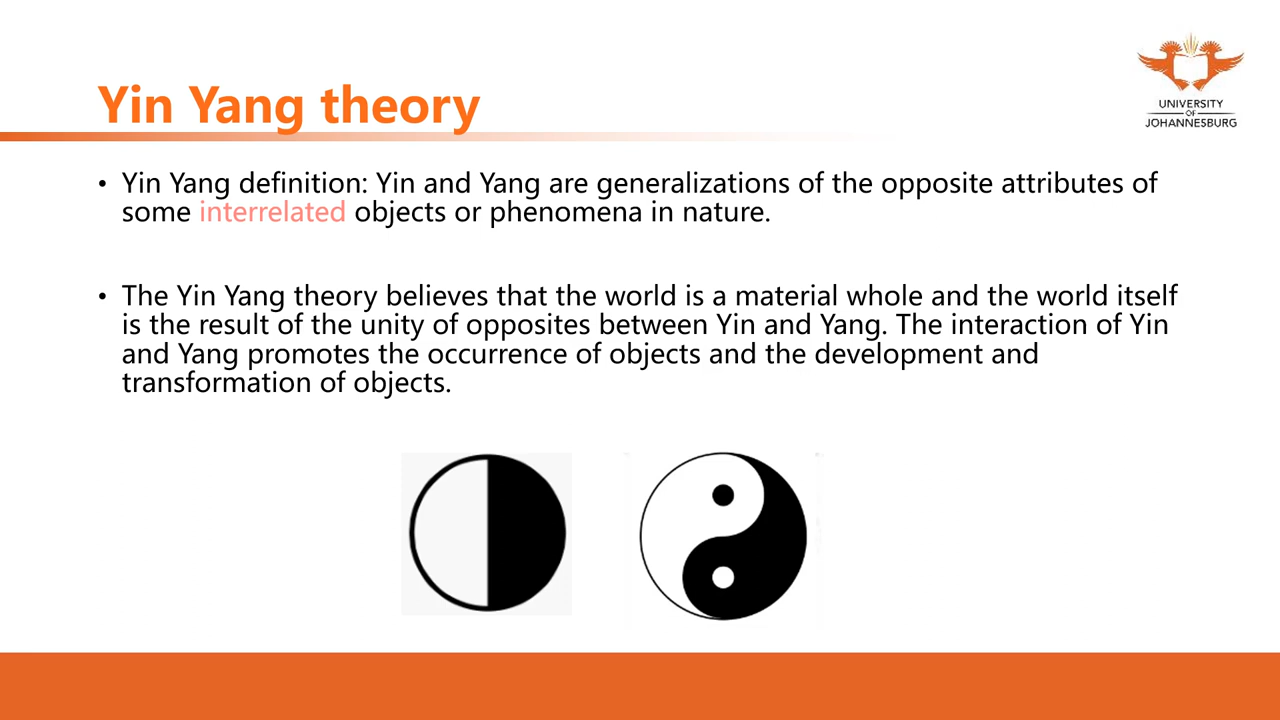 Yin Yang theory
UNIVERSITY
OF
JOHANNESBURG
• Yin Yang definition: Yin and Yang are generalizations of the opposite attributes of
some interrelated objects or phenomena in nature.
• The Yin Yang theory believes that the world is a material whole and the world itself
is the result of the unity of opposites between Yin and Yang. The interaction of Yin
and Yang promotes the occurrence of objects and the development and
transformation of objects.